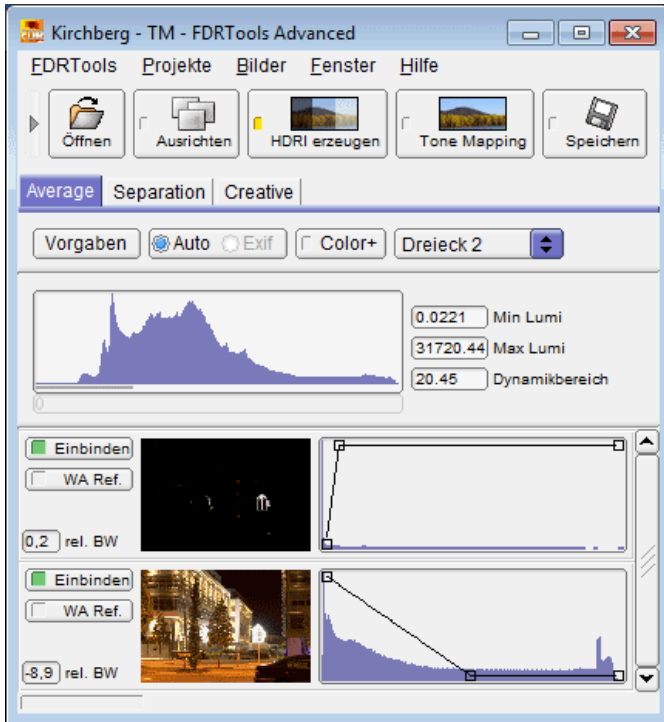 Kirchberg - TM - FDRTools Advanced
FDRTools Projekte Bilder Fenster Hilfe
Öffnen Ausrichten HDRI erzeugen Tone Mapping Speichern
Average Separation Creative
Vorgaben Auto Exif Color+ Dreieck 2
0.0221 Min Lumi
31720.44 Max Lumi
20.45 Dynamikbereich
0
Einbinden
WA Ref.
0,2 rel. BW
Einbinden
WA Ref.
-8,9 rel. BW